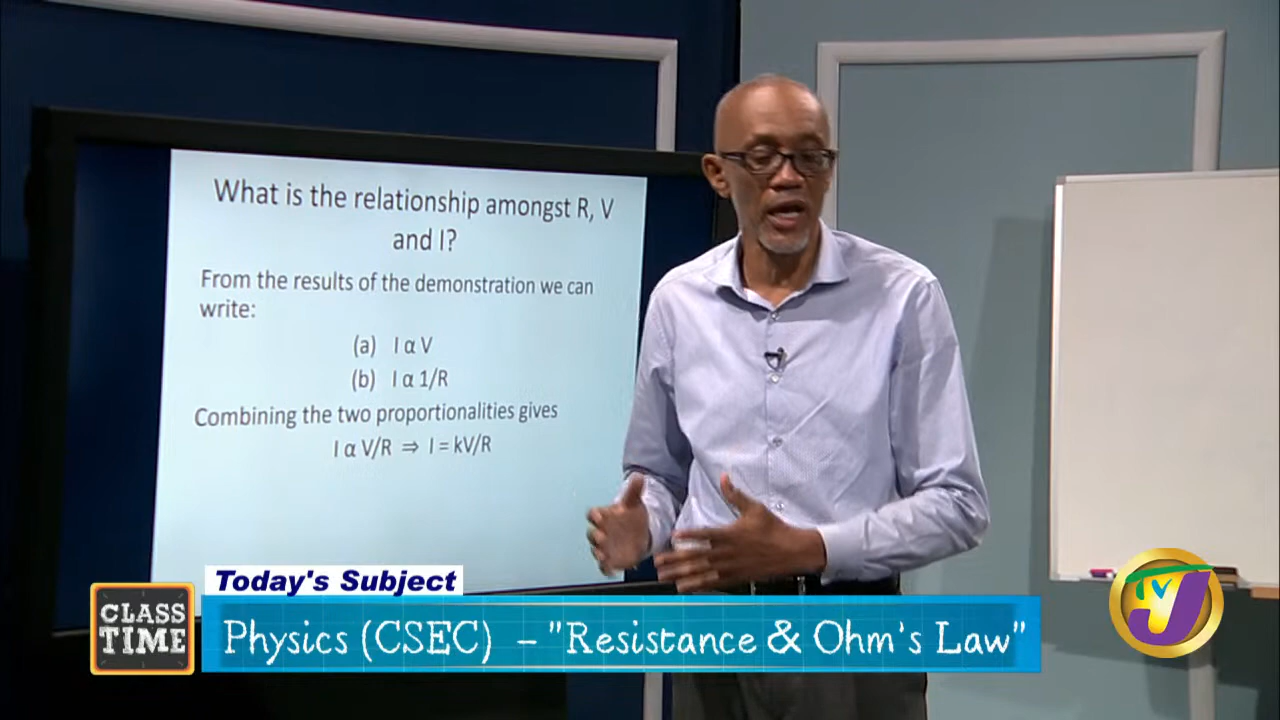 What is the relationship amongst R, V
and I?
From the results of the demonstration we can
write:
(a) I α V
(b) I α 1/R
Combining the two proportionalities gives
I α V/R ⇒ I = kV/R
Today's Subject
CLASS
TIME
Physics (CSEC) – "Resistance & Ohm's Law"
TVJ